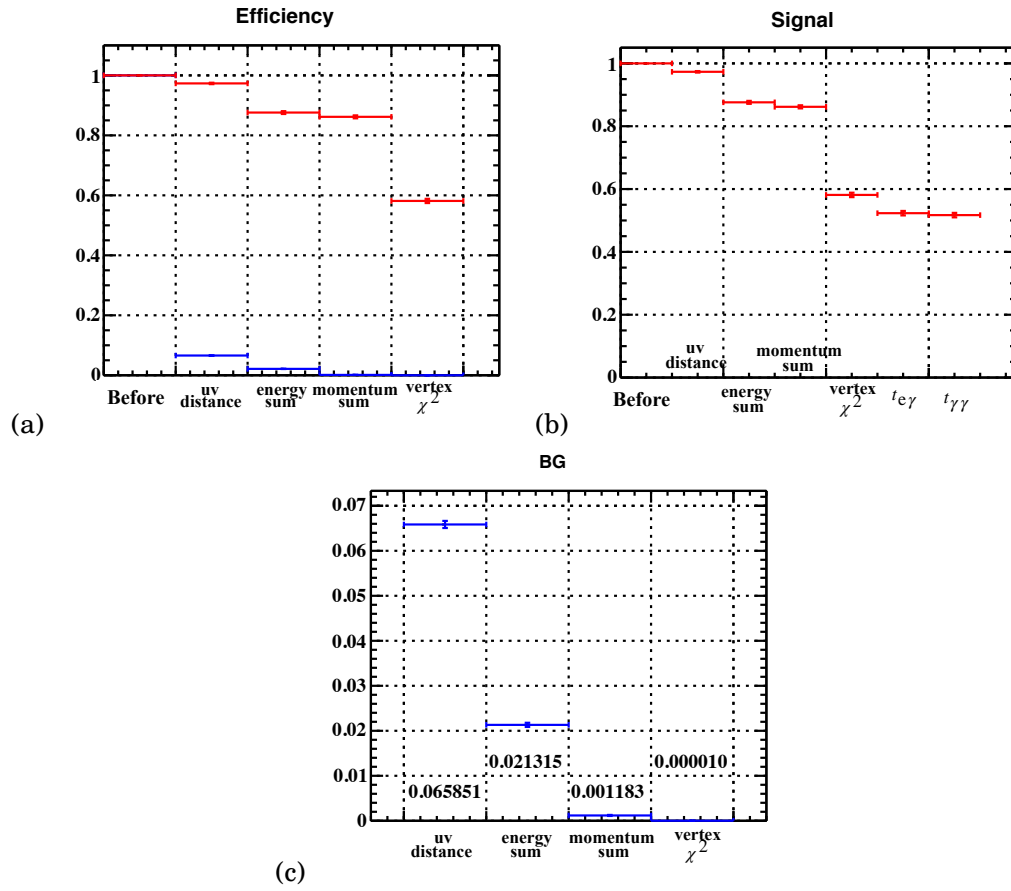 Efficiency
1
0.8
0.6
0.4
0.2
0
Before
uv
distance
energy
sum
momentum
sum
vertex
χ2
(a)
Signal
1
0.8
0.6
0.4
0.2
0
uv
distance
momentum
sum
Before
energy
sum
vertex
χ2
teγ
tγγ
(b)
BG
0.07
0.06
0.05
0.04
0.03
0.02
0.01
0
0.021315
0.000010
0.065851
0.001183
uv
distance
energy
sum
momentum
sum
vertex
χ2
(c)